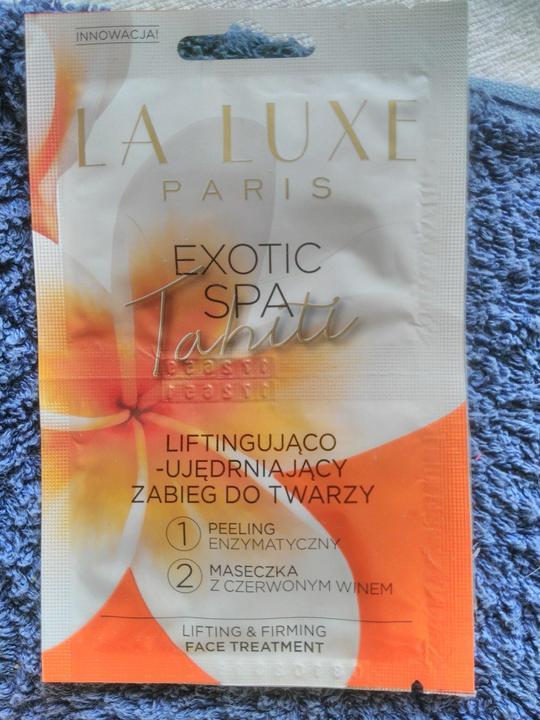 INNOWACJA!
LA LUXE
PARIS
EXOTIC
SPA
Tahiti
LIFTINGUJĄCO
-UJĘDRNIAJĄCY
ZABIEG DO TWARZY
1 PEELING
ENZYMATYCZNY
2 MASECZKA
Z CZERWONYM WINEM
LIFTING & FIRMING
FACE TREATMENT